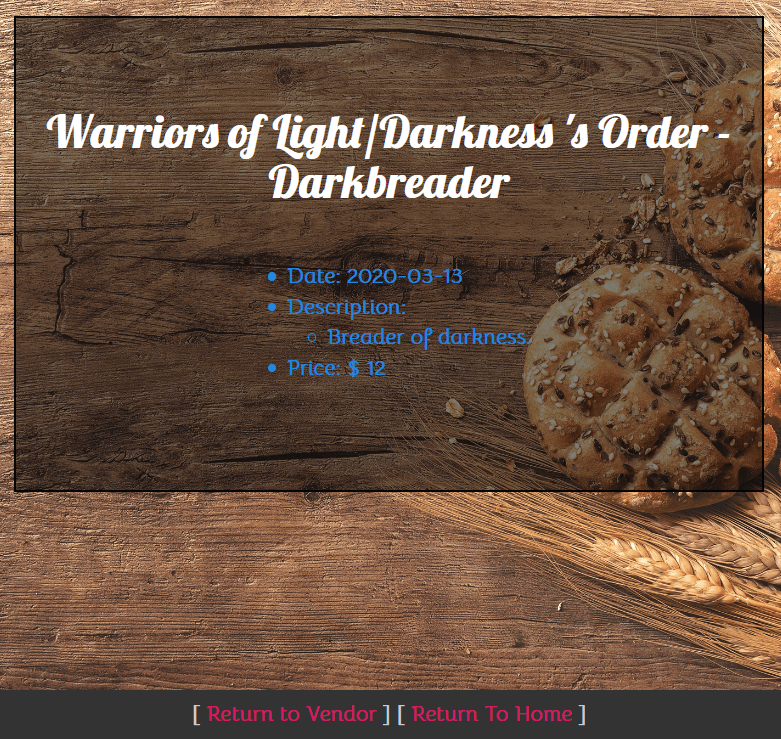 Warriors of Light/Darkness 's Order -
Darkbreader
Date: 2020-03-13
Description:
Breader of darkness.
Price: $ 12
[ Return to Vendor ] [ Return To Home ]